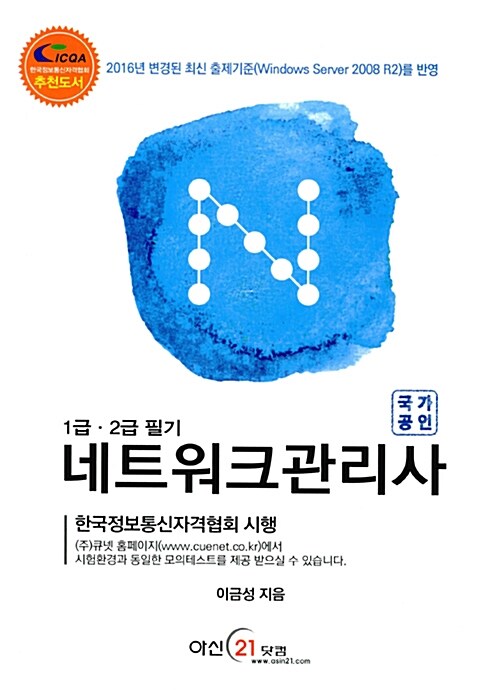 ICQA
한국정보통신자격협회
추천도서
2016년 변경된 최신 출제기준(Windows Server 2008 R2)를 반영
국가
공인
1급 · 2급 필기
네트워크관리사
한국정보통신자격협회 시행
(주)큐넷 홈페이지(www.cuenet.co.kr)에서
시험환경과 동일한 모의테스트를 제공 받으실 수 있습니다.
이금성 지음
아신 21 닷컴
www.asin21.com